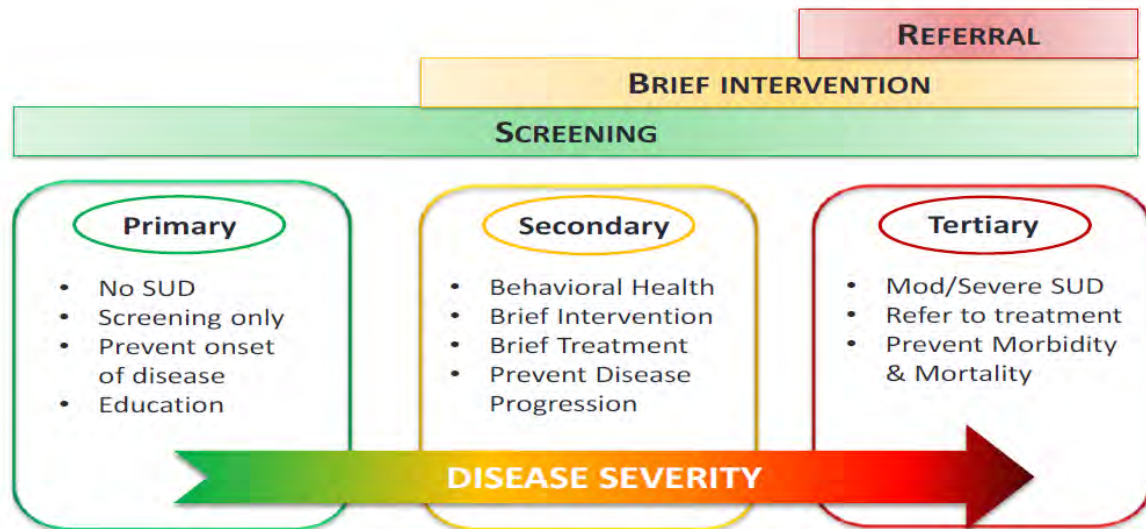 REFERRAL
BRIEF INTERVENTION
SCREENING
Primary
• No SUD
• Screening only
• Prevent onset
of disease
• Education
Secondary
• Behavioral Health
• Brief Intervention
• Brief Treatment
• Prevent Disease
Progression
Tertiary
• Mod/Severe SUD
• Refer to treatment
• Prevent Morbidity
& Mortality
DISEASE SEVERITY